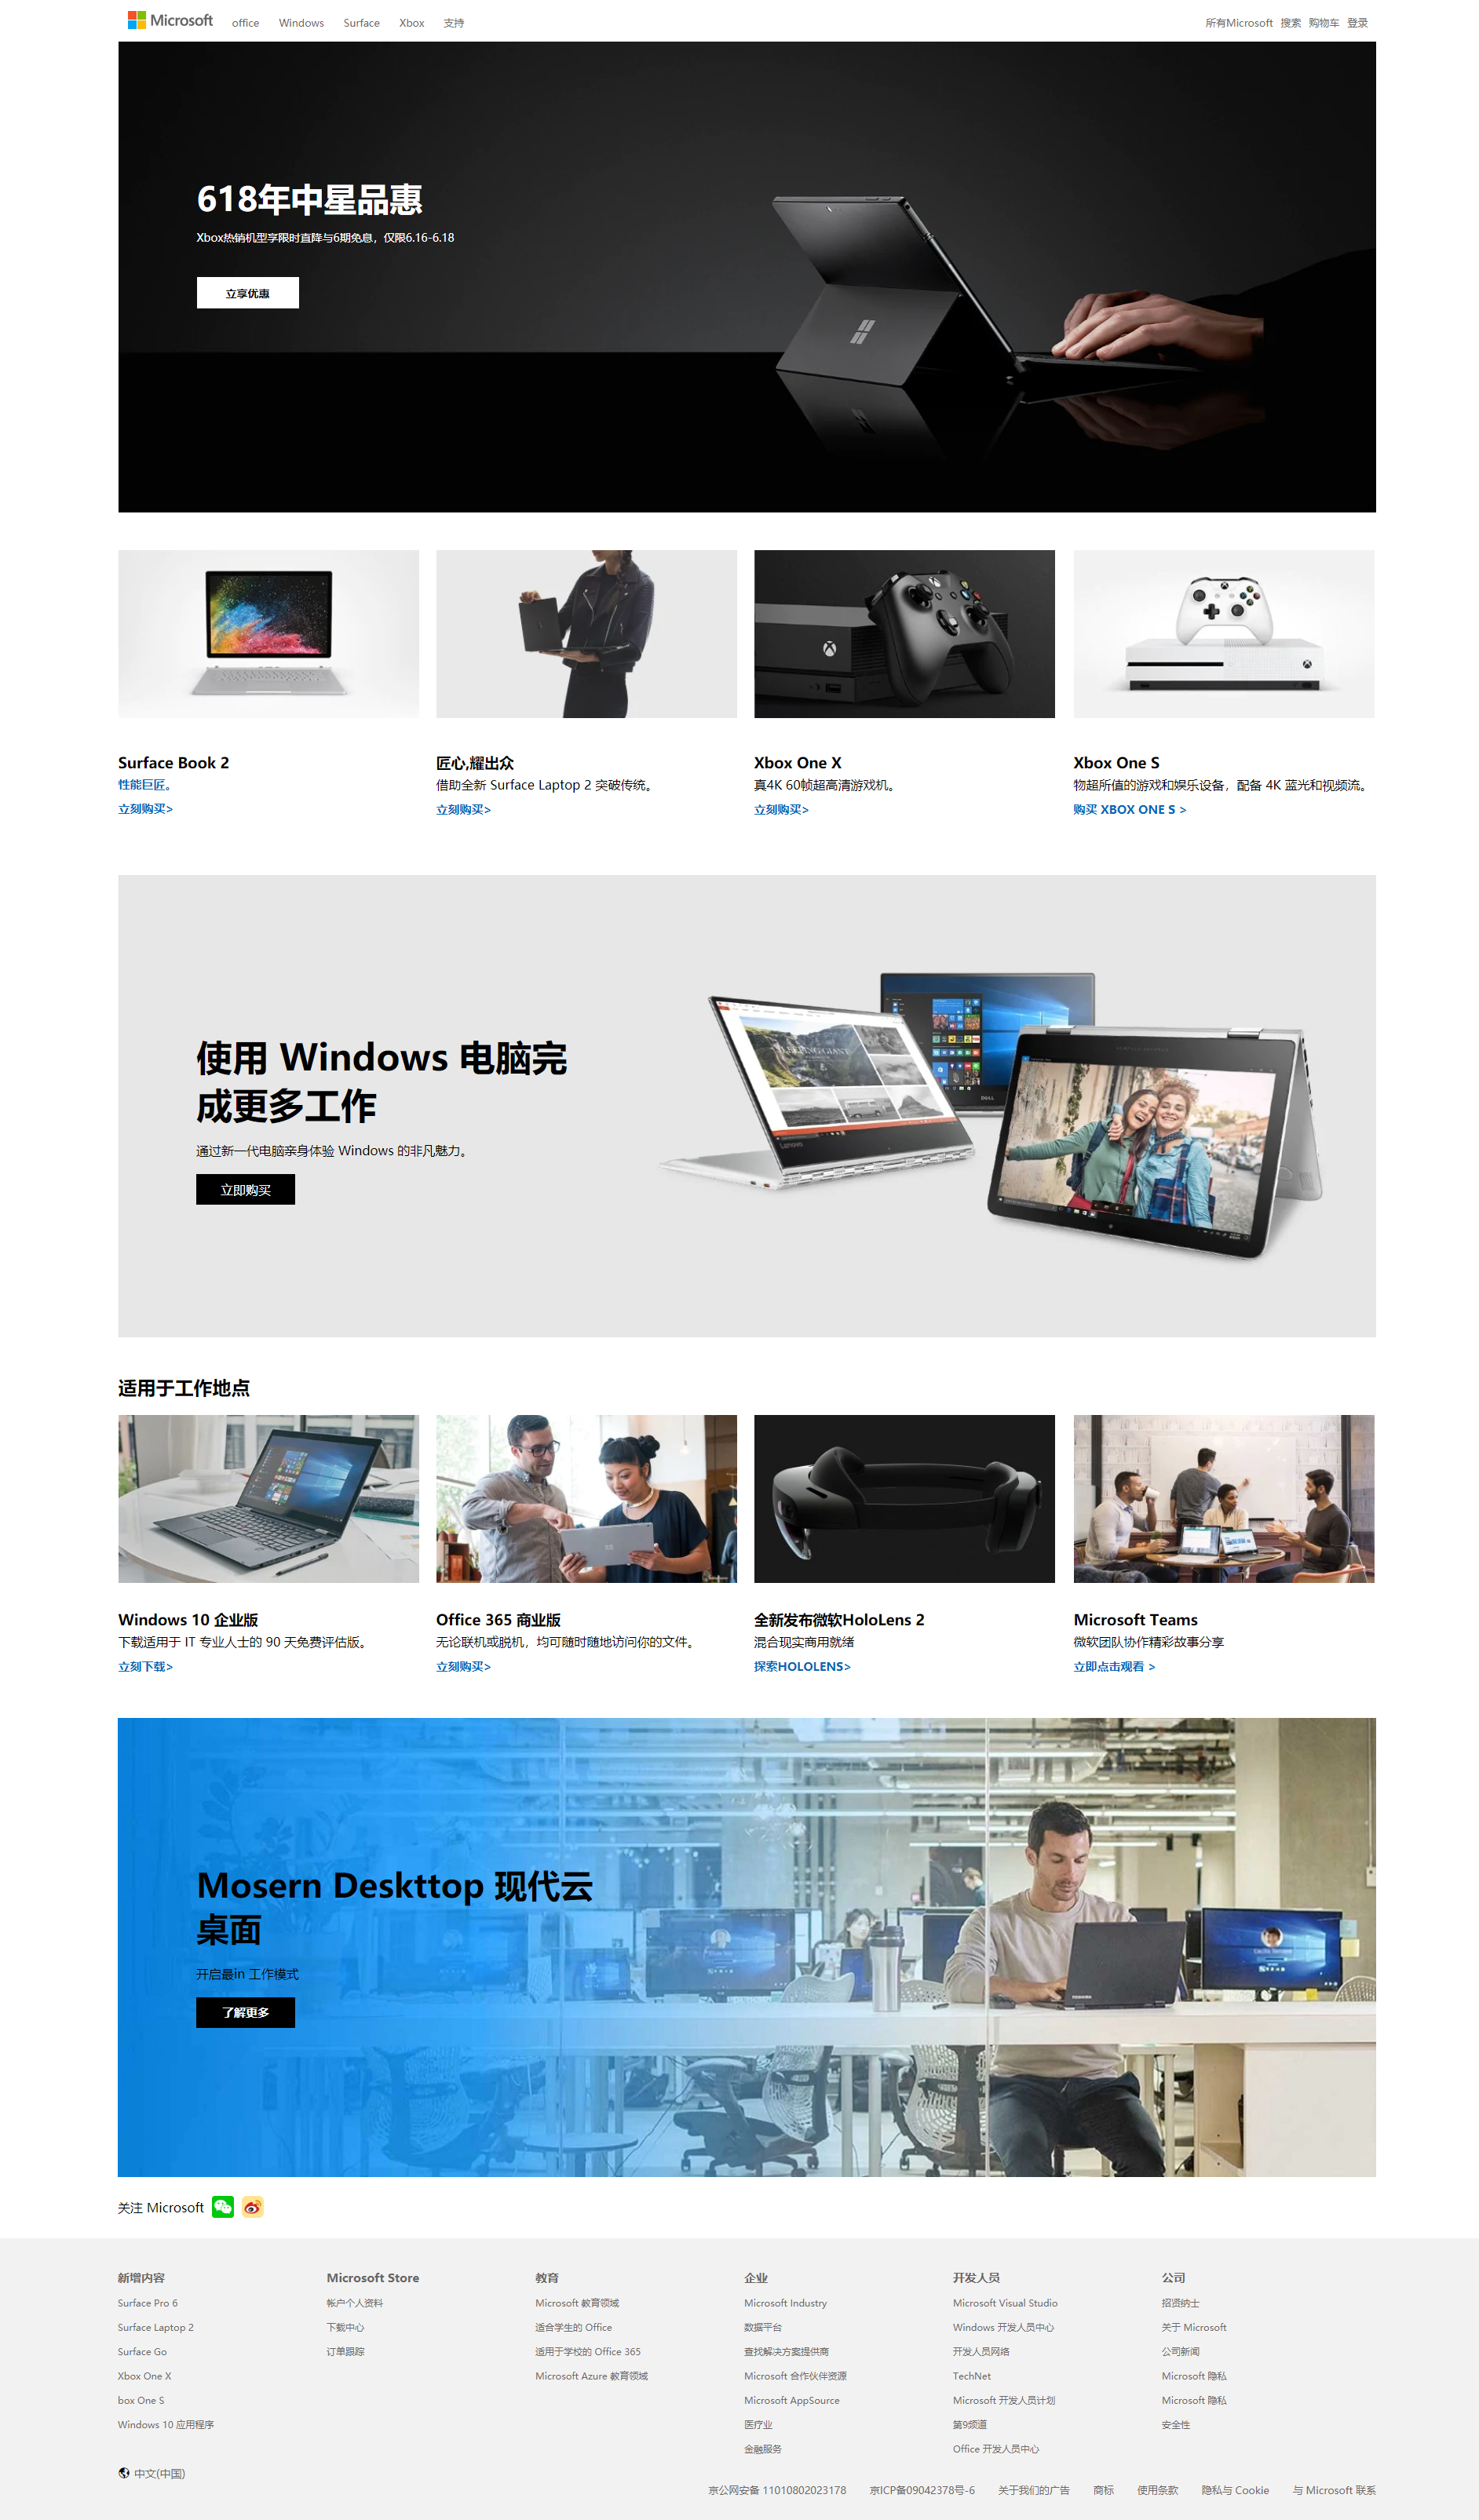 Microsoft office Windows Surface Xbox 支持 所有Microsoft 搜索 购物车 登录
618年中星品惠
Xbox热销机型享限时直降与6期免息，仅限6.16-6.18
立享优惠
Surface Book 2
性能巨匠。
立刻购买>
匠心,耀出众
借助全新 Surface Laptop 2 突破传统。
立刻购买>
Xbox One X
真4K 60帧超高清游戏机。
立刻购买>
Xbox One S
物超所值的游戏和娱乐设备，配备 4K 蓝光和视频流。
购买 XBOX ONE S >
使用 Windows 电脑完
成更多工作
通过新一代电脑亲身体验 Windows 的非凡魅力。
立即购买
Lenovo
DELL
适用于工作地点
Windows 10 企业版
下载适用于 IT 专业人士的 90 天免费评估版。
立刻下载>
Office 365 商业版
无论联机或脱机，均可随时随地访问你的文件。
立刻购买>
全新发布微软HoloLens 2
混合现实商用就绪
探索HOLOLENS>
Microsoft Teams
微软团队协作精彩故事分享
立即点击观看 >
Mosern Deskttop 现代云
桌面
开启最in 工作模式
了解更多
TOSHIBA
关注 Microsoft
新增内容
Surface Pro 6
Surface Laptop 2
Surface Go
Xbox One X
box One S
Windows 10 应用程序
Microsoft Store
帐户个人资料
下载中心
订单跟踪
教育
Microsoft 教育领域
适合学生的 Office
适用于学校的 Office 365
Microsoft Azure 教育领域
企业
Microsoft Industry
数据平台
查找解决方案提供商
Microsoft 合作伙伴资源
Microsoft AppSource
医疗业
金融服务
开发人员
Microsoft Visual Studio
Windows 开发人员中心
开发人员网络
TechNet
Microsoft 开发人员计划
第9频道
Office 开发人员中心
公司
招贤纳士
关于 Microsoft
公司新闻
Microsoft 隐私
Microsoft 隐私
安全性
中文(中国)
京公网安备 11010802023178 京ICP备09042378号-6 关于我们的广告 商标 使用条款 隐私与 Cookie 与 Microsoft 联系